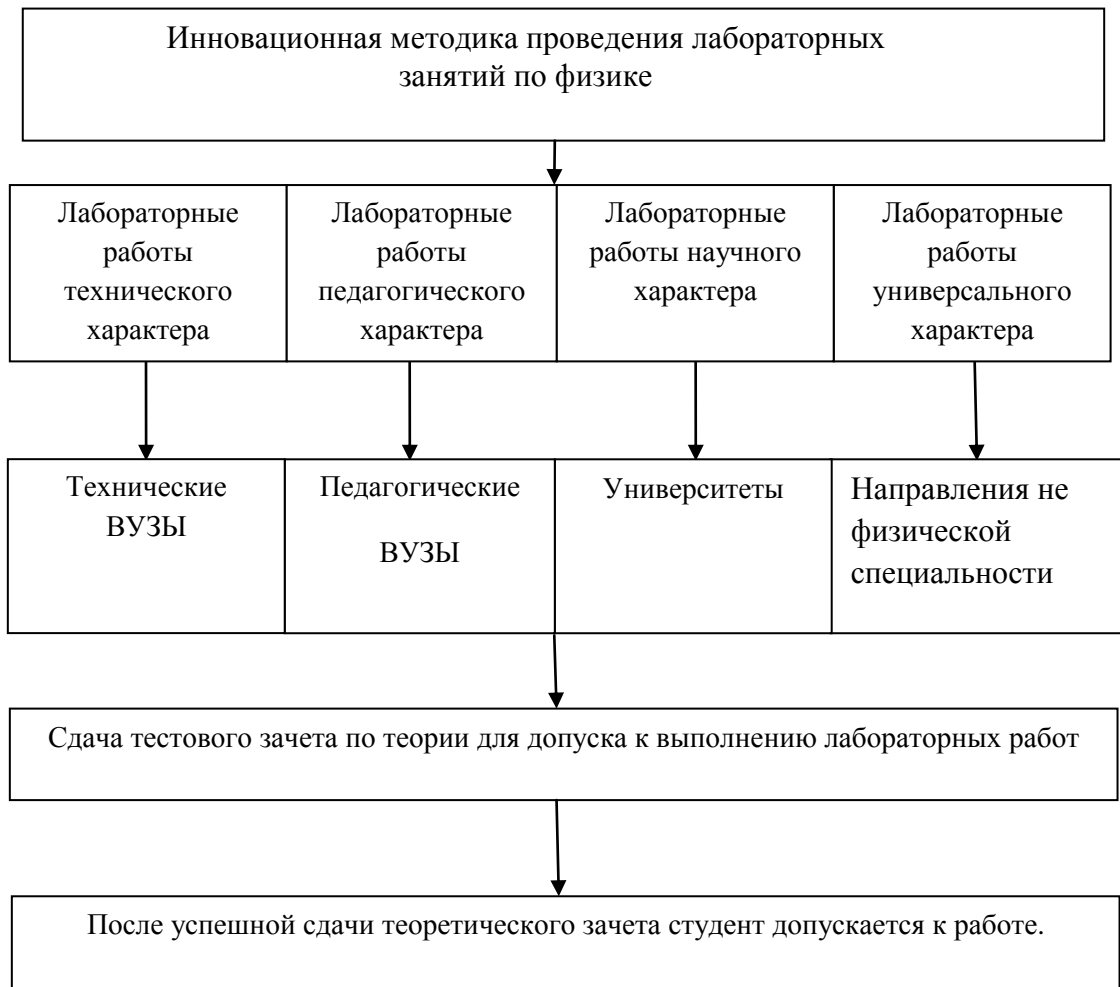 Инновационная методика проведения лабораторных
занятий по физике
Лабораторные
работы
технического
характера
Лабораторные
работы
педагогического
характера
Лабораторные
работы научного
характера
Лабораторные
работы
универсального
характера
Технические
ВУЗЫ
Педагогические
ВУЗЫ
Университеты
Направления не
физической
специальности
Сдача тестового зачета по теории для допуска к выполнению лабораторных работ
После успешной сдачи теоретического зачета студент допускается к работе.